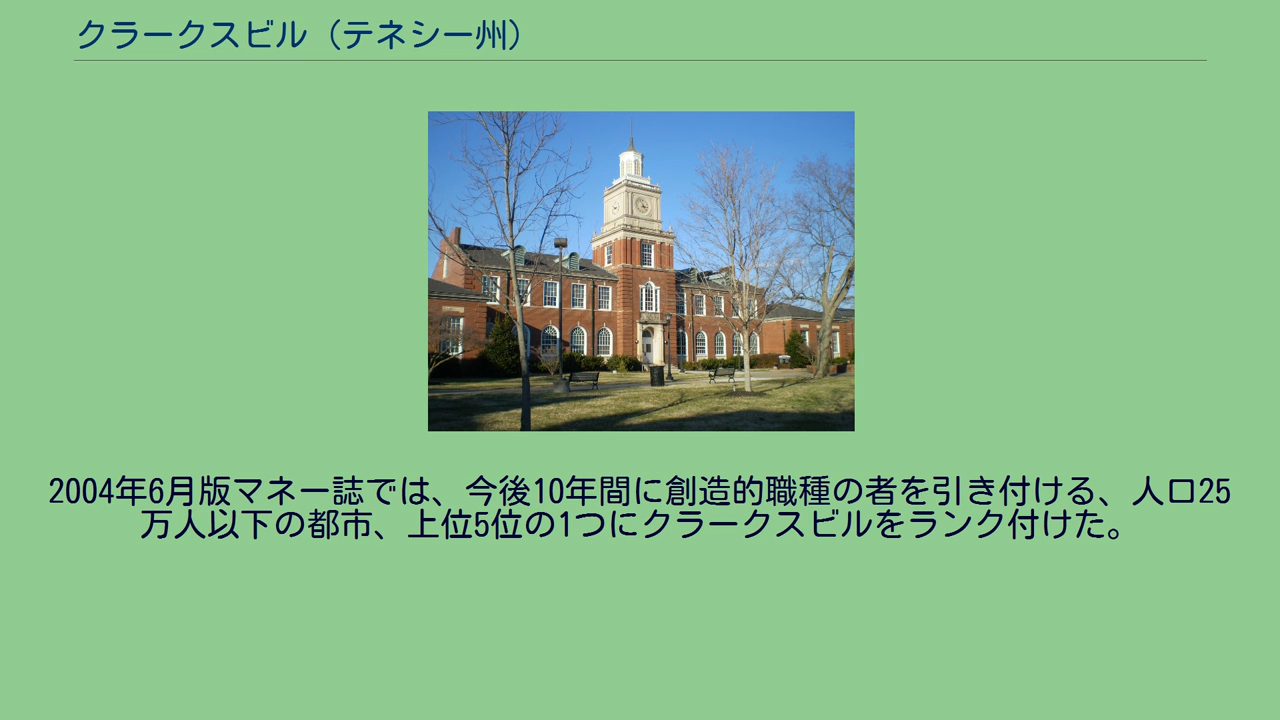 クラークスビル（テネシー州）
2004年6月版マネー誌では、今後10年間に創造的職種の者を引き付ける、人口25
万人以下の都市、上位5位の1つにクラークスビルをランク付けた。